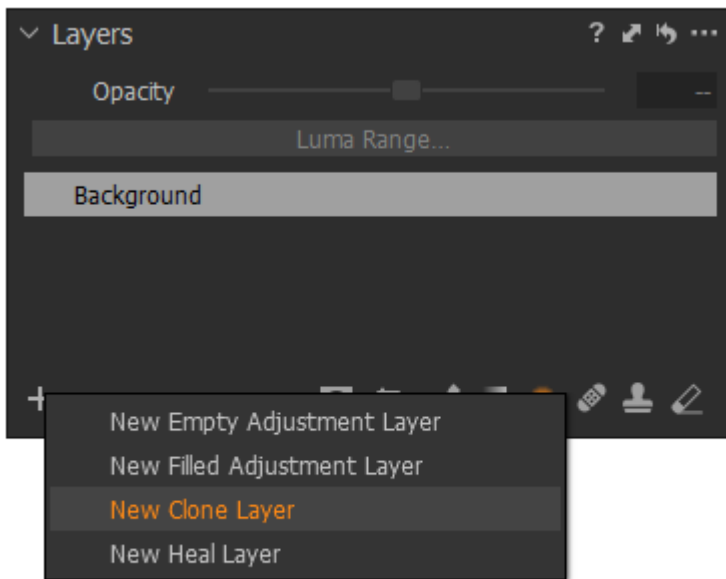 Layers ? ...
Opacity --
Luma Range...
Background
+
New Empty Adjustment Layer
New Filled Adjustment Layer
New Clone Layer
New Heal Layer